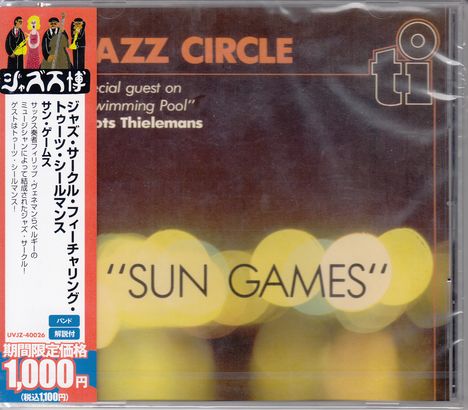 ジャズ博
ジャズ・サークル・フィーチャリング・
トゥーツ・シールマンス
サン・ゲームス
サックス奏者フィリップ・ヴェネマンらベルギーの
ミュージシャンによって結成されたジャズ・サークル!
ゲストはトゥーツ・シールマンス!
UVJZ-40026
バンド
解説付
期間限定価格
1,000円
(税込1,100円)
AZZ CIRCLE
cial guest on
wimming Pool"
ots Thielemans
ti
"SUN GAMES"